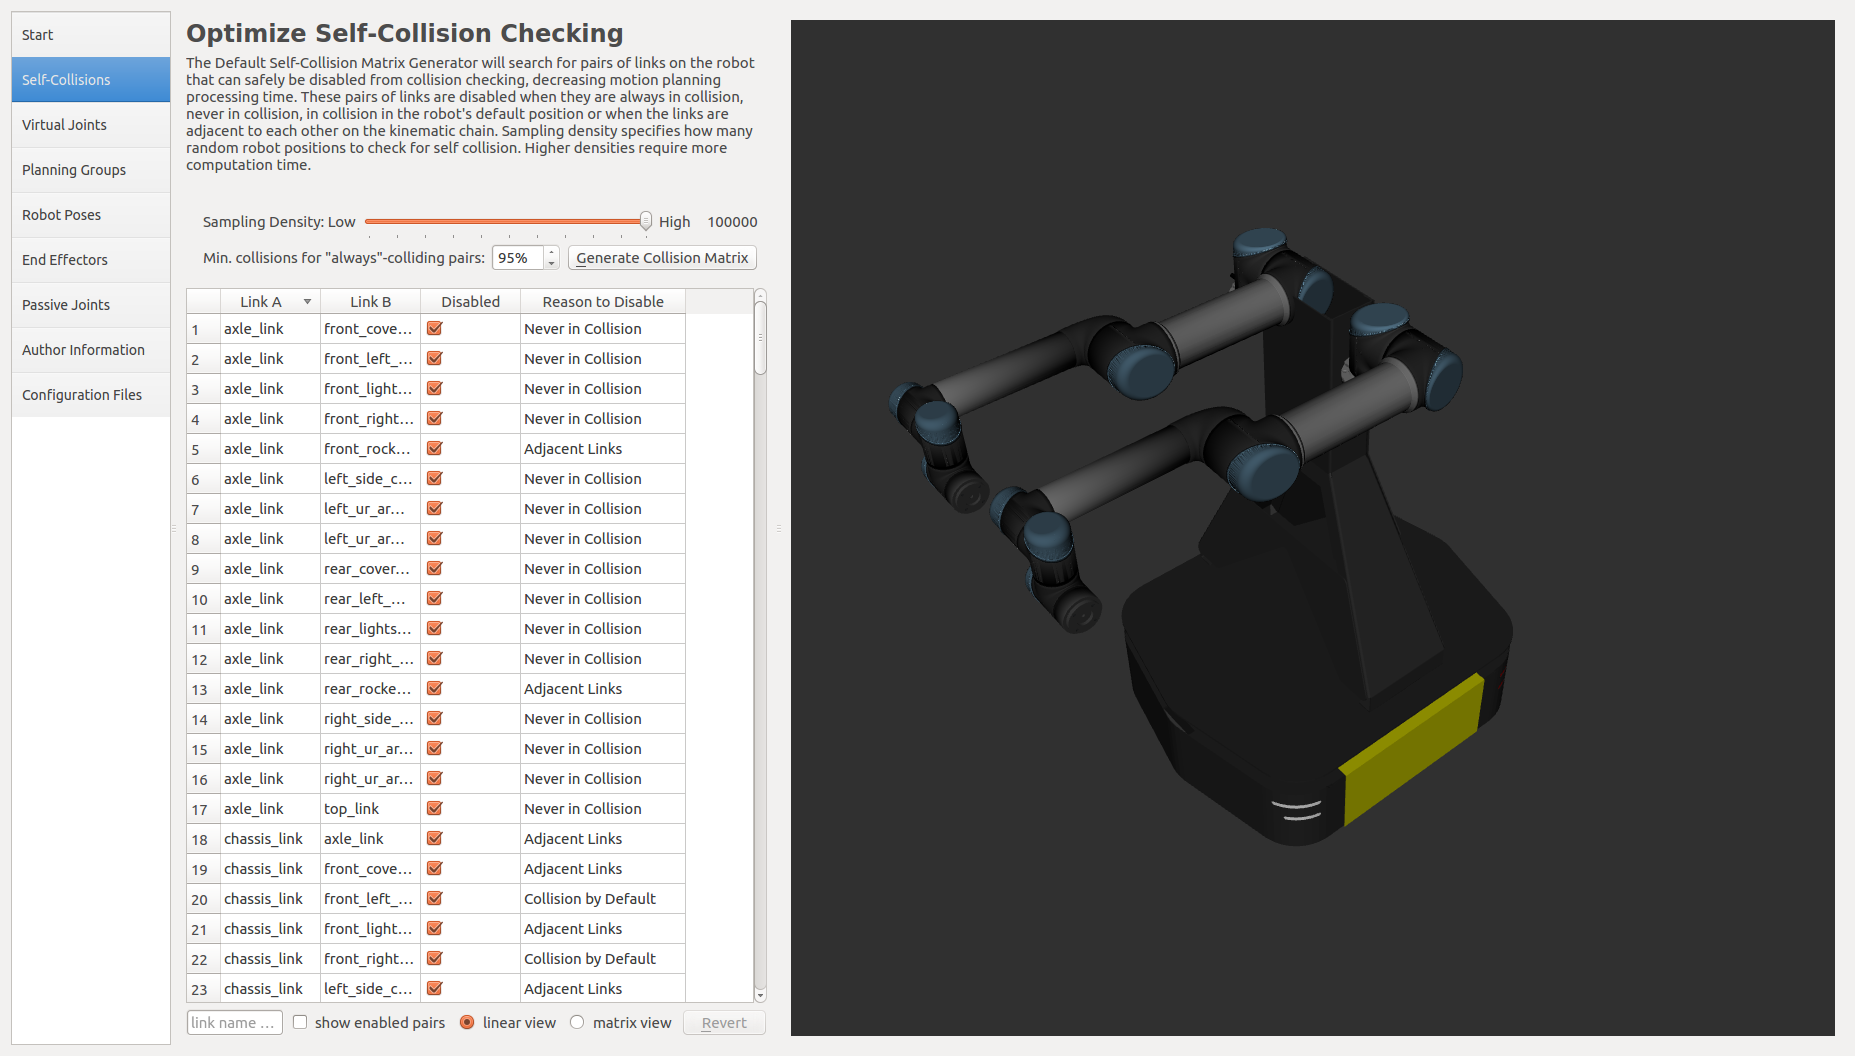 Start
Self-Collisions
Virtual Joints
Planning Groups
Robot Poses
End Effectors
Passive Joints
Author Information
Configuration Files
Optimize Self-Collision Checking
The Default Self-Collision Matrix Generator will search for pairs of links on the robot
that can safely be disabled from collision checking, decreasing motion planning
processing time. These pairs of links are disabled when they are always in collision,
never in collision, in collision in the robot's default position or when the links are
adjacent to each other on the kinematic chain. Sampling density specifies how many
random robot positions to check for self collision. Higher densities require more
computation time.
Sampling Density: Low High 100000
Min. collisions for "always"-colliding pairs: 95% Generate Collision Matrix
Link A Link B Disabled Reason to Disable
1 axle_link front_cove... Never in Collision
2 axle_link front_left_... Never in Collision
3 axle_link front_light... Never in Collision
4 axle_link front_right... Never in Collision
5 axle_link front_rock... Adjacent Links
6 axle_link left_side_c... Never in Collision
7 axle_link left_ur_ar... Never in Collision
8 axle_link left_ur_ar... Never in Collision
9 axle_link rear_cover... Never in Collision
10 axle_link rear_left_... Never in Collision
11 axle_link rear_lights... Never in Collision
12 axle_link rear_right_... Never in Collision
13 axle_link rear_rocke... Adjacent Links
14 axle_link right_side_... Never in Collision
15 axle_link right_ur_ar... Never in Collision
16 axle_link right_ur_ar... Never in Collision
17 axle_link top_link Never in Collision
18 chassis_link axle_link Adjacent Links
19 chassis_link front_cove... Adjacent Links
20 chassis_link front_left_... Collision by Default
21 chassis_link front_light... Adjacent Links
22 chassis_link front_right... Collision by Default
23 chassis_link left_side_c... Adjacent Links
link name ... show enabled pairs linear view matrix view Revert